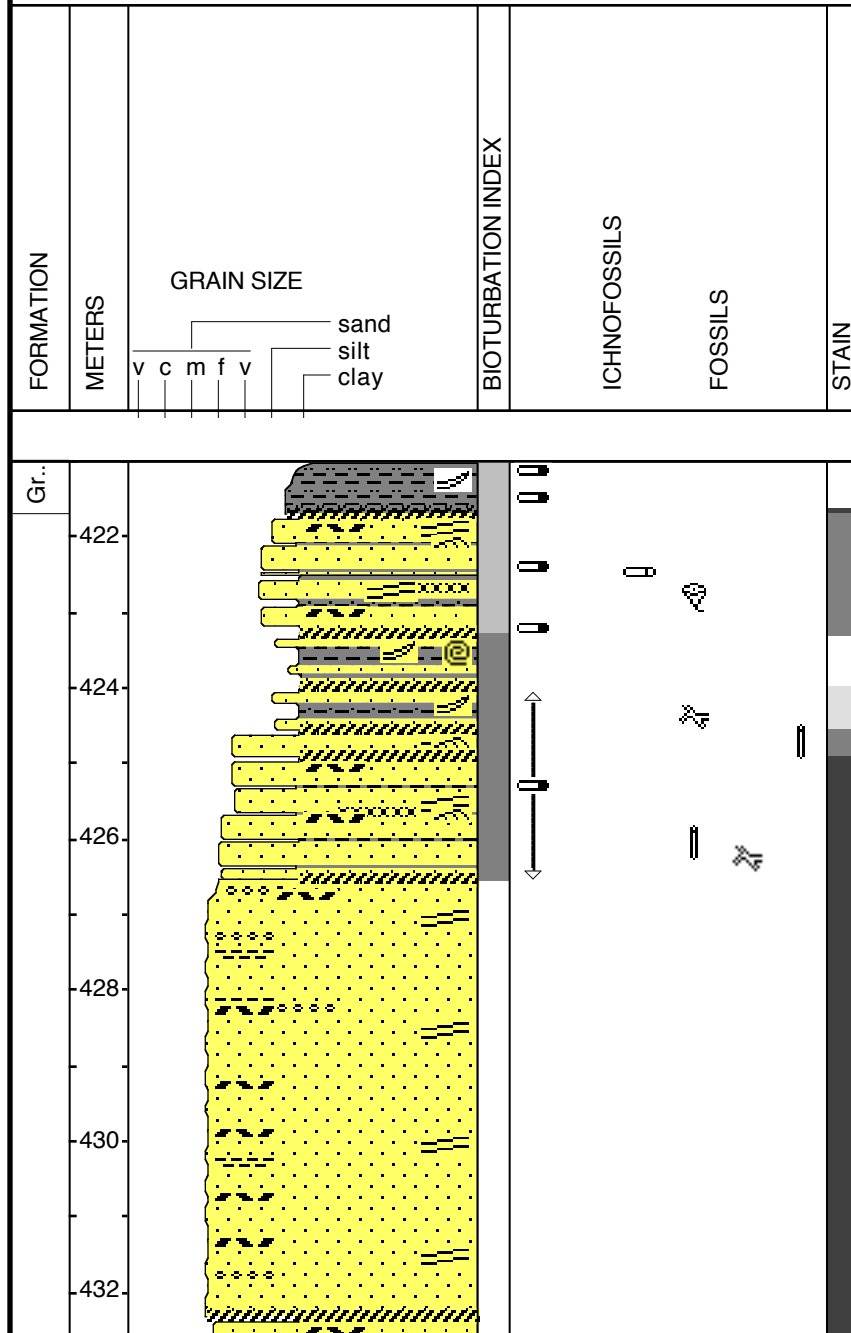 FORMATION
METERS
GRAIN SIZE
sand
silt
clay
v c m f v
BIOTURBATION INDEX
ICHNOFOSSILS
FOSSILS
STAIN
Gr..
422
424
426
428
430
432